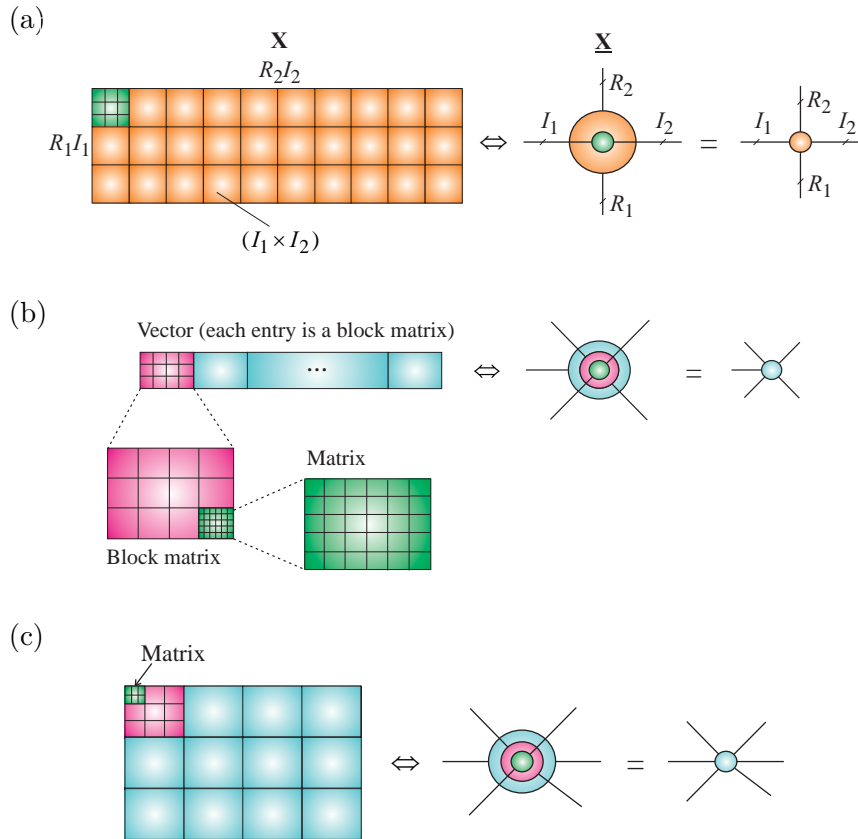 (a)
X
R₂I₂
R₁I₁
(I₁ × I₂)
⇔
X
R₂
I₁
I₂
R₁
=
R₂
I₁
I₂
R₁
(b)
Vector (each entry is a block matrix)
...
⇔
=
Matrix
Block matrix
(c)
Matrix
⇔
=